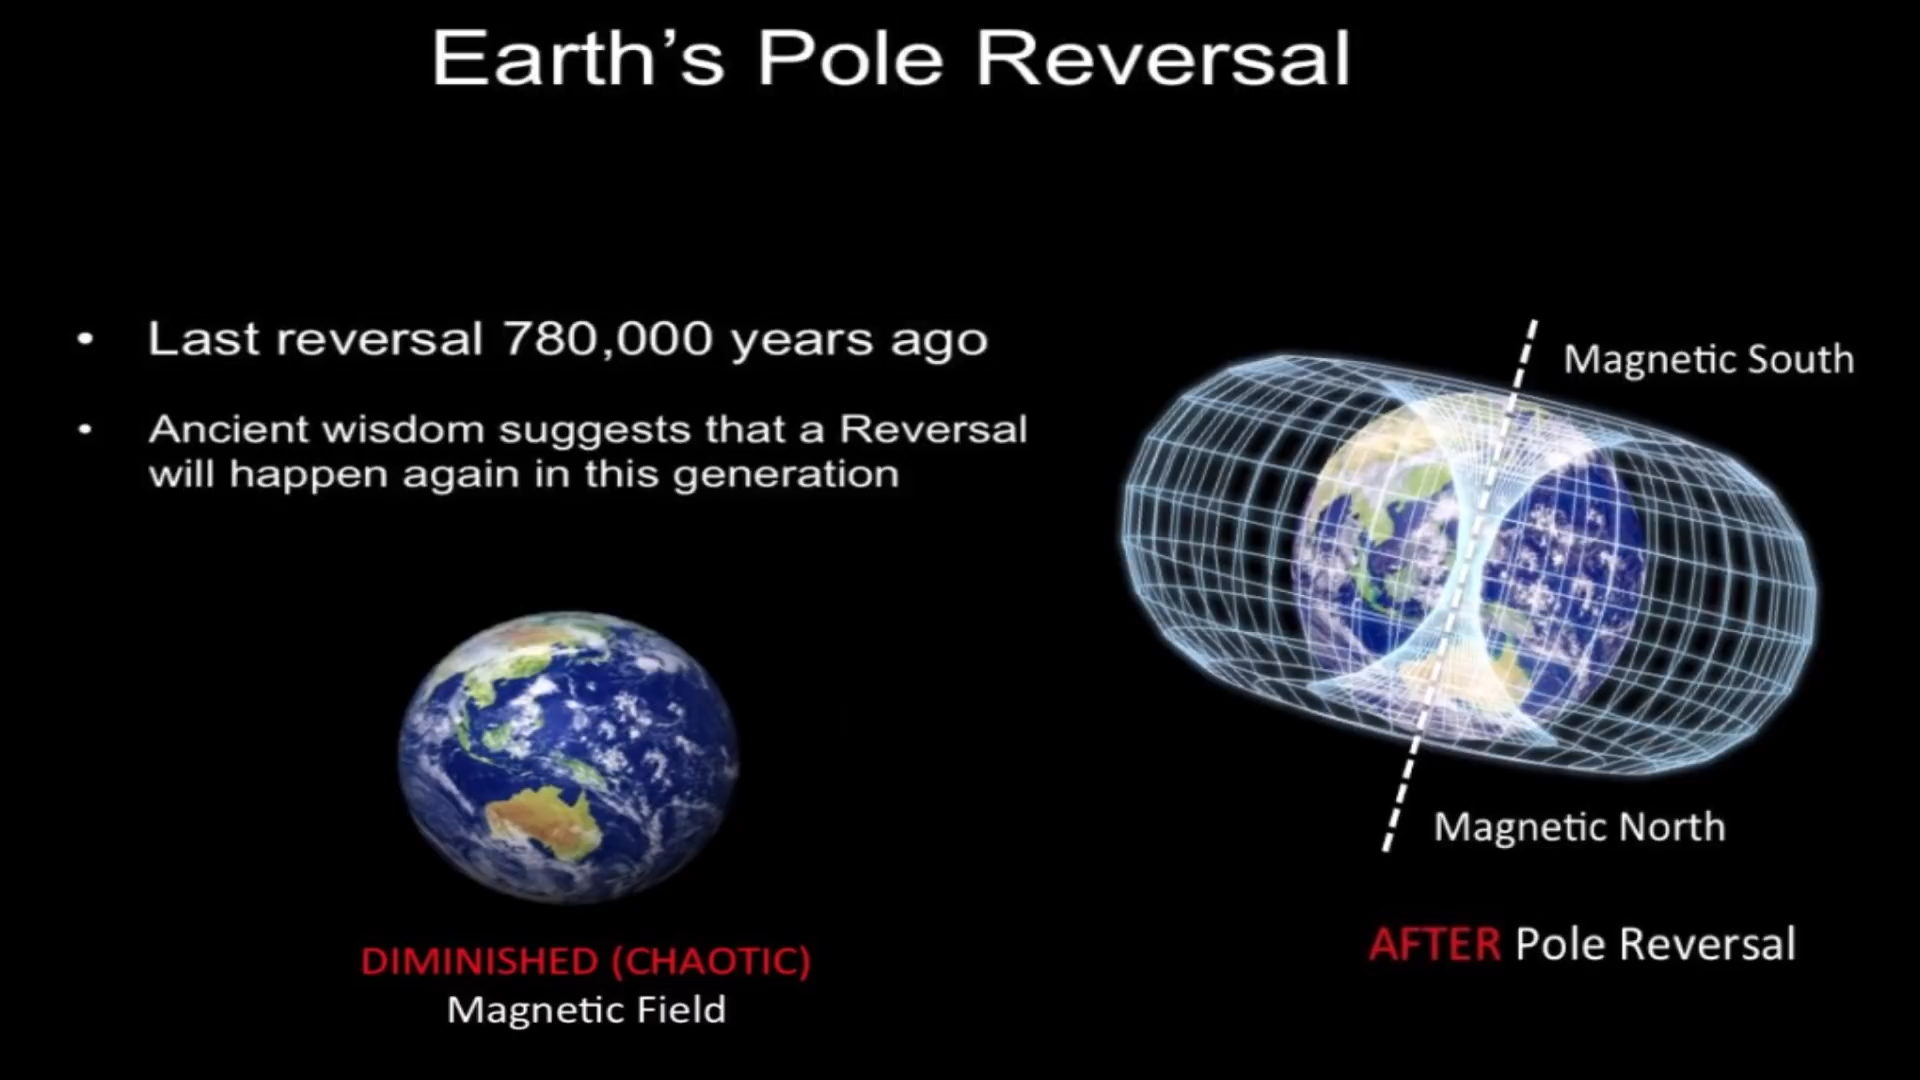 Earth’s Pole Reversal
• Last reversal 780,000 years ago
• Ancient wisdom suggests that a Reversal
will happen again in this generation
Magnetic South
Magnetic North
AFTER Pole Reversal
DIMINISHED (CHAOTIC)
Magnetic Field